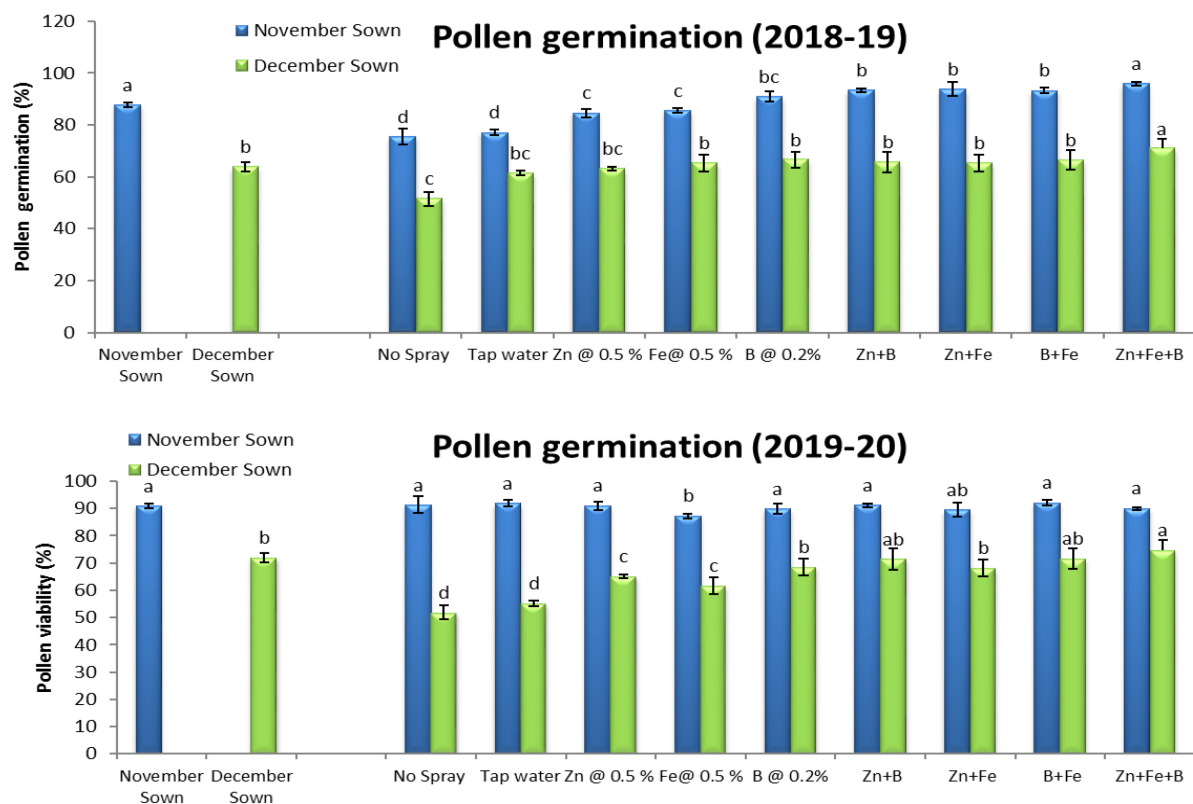 Pollen germination (2018-19)
November Sown
December Sown
Pollen germination (%)
120
100
80
60
40
20
0
a
b
d
c
d
bc
c
bc
c
b
bc
b
b
b
b
b
b
b
a
a
November Sown
December Sown
No Spray
Tap water
Zn @ 0.5 %
Fe@ 0.5 %
B @ 0.2%
Zn+B
Zn+Fe
B+Fe
Zn+Fe+B
Pollen germination (2019-20)
November Sown
December Sown
Pollen viability (%)
100
90
80
70
60
50
40
30
20
10
0
a
b
a
d
a
d
a
c
b
c
a
b
a
ab
ab
b
a
ab
a
a
November Sown
December Sown
No Spray
Tap water
Zn @ 0.5 %
Fe@ 0.5 %
B @ 0.2%
Zn+B
Zn+Fe
B+Fe
Zn+Fe+B